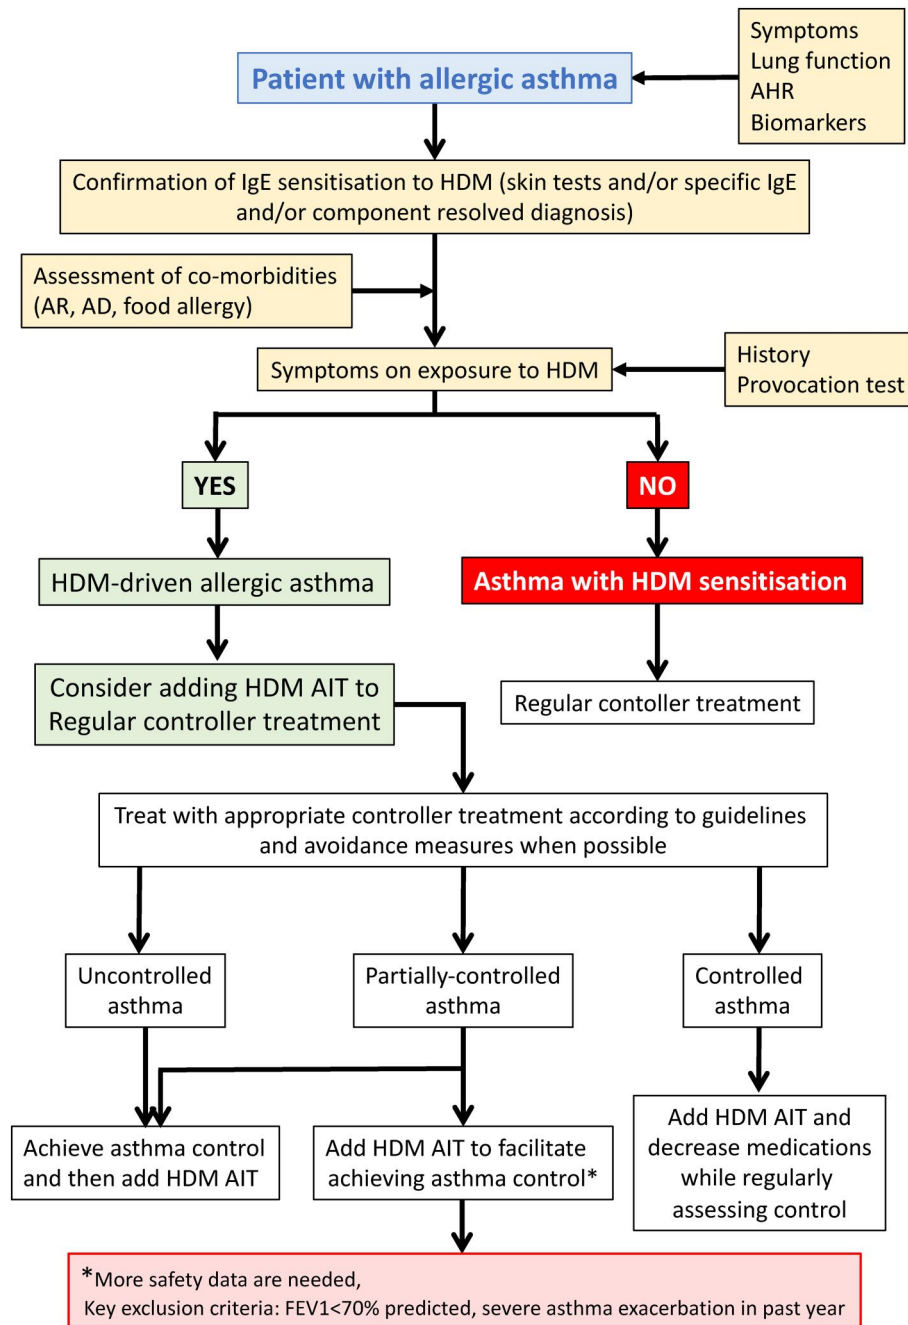 Symptoms
Lung function
AHR
Biomarkers
Patient with allergic asthma
Confirmation of IgE sensitisation to HDM (skin tests and/or specific IgE
and/or component resolved diagnosis)
Assessment of co-morbidities
(AR, AD, food allergy)
Symptoms on exposure to HDM
History
Provocation test
YES
NO
HDM-driven allergic asthma
Asthma with HDM sensitisation
Consider adding HDM AIT to
Regular controller treatment
Regular contoller treatment
Treat with appropriate controller treatment according to guidelines
and avoidance measures when possible
Uncontrolled
asthma
Partially-controlled
asthma
Controlled
asthma
Achieve asthma control
and then add HDM AIT
Add HDM AIT to facilitate
achieving asthma control*
Add HDM AIT and
decrease medications
while regularly
assessing control
*More safety data are needed,
Key exclusion criteria: FEV1<70% predicted, severe asthma exacerbation in past year